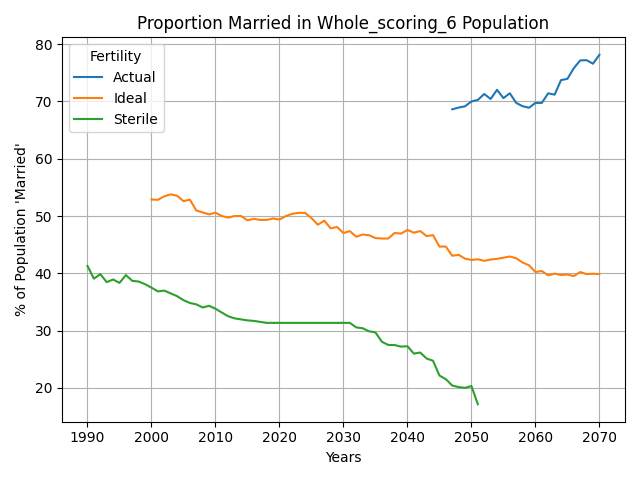 Proportion Married in Whole_scoring_6 Population
Fertility
Actual
Ideal
Sterile
% of Population 'Married'
80
70
60
50
40
30
20
1990 2000 2010 2020 2030 2040 2050 2060 2070
Years